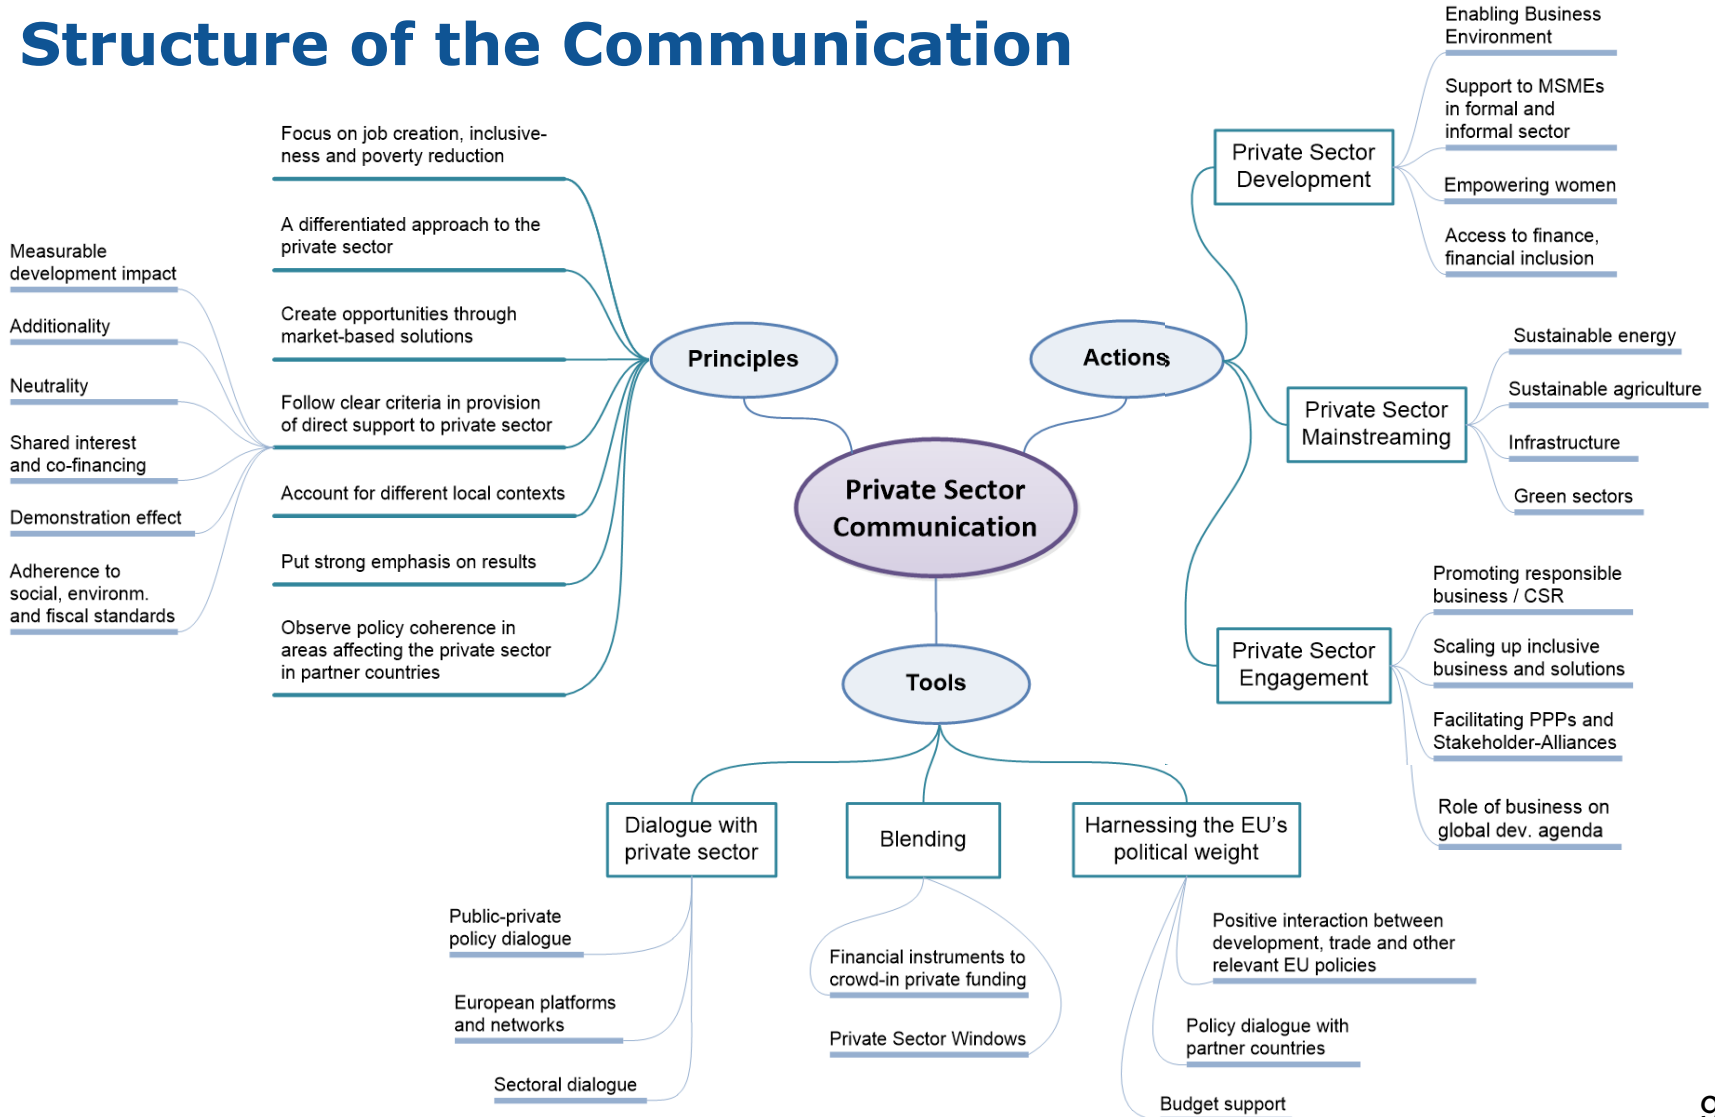 Structure of the Communication
Focus on job creation, inclusive-
ness and poverty reduction
A differentiated approach to the
private sector
Create opportunities through
market-based solutions
Follow clear criteria in provision
of direct support to private sector
Account for different local contexts
Put strong emphasis on results
Observe policy coherence in
areas affecting the private sector
in partner countries
Measurable
development impact
Additionality
Neutrality
Shared interest
and co-financing
Demonstration effect
Adherence to
social, environm.
and fiscal standards
Principles
Actions
Private Sector
Communication
Tools
Private Sector
Development
Enabling Business
Environment
Support to MSMEs
in formal and
informal sector
Empowering women
Access to finance,
financial inclusion
Private Sector
Mainstreaming
Sustainable energy
Sustainable agriculture
Infrastructure
Green sectors
Private Sector
Engagement
Promoting responsible
business / CSR
Scaling up inclusive
business and solutions
Facilitating PPPs and
Stakeholder-Alliances
Role of business on
global dev. agenda
Dialogue with
private sector
Public-private
policy dialogue
European platforms
and networks
Sectoral dialogue
Blending
Financial instruments to
crowd-in private funding
Private Sector Windows
Harnessing the EU's
political weight
Positive interaction between
development, trade and other
relevant EU policies
Policy dialogue with
partner countries
Budget support